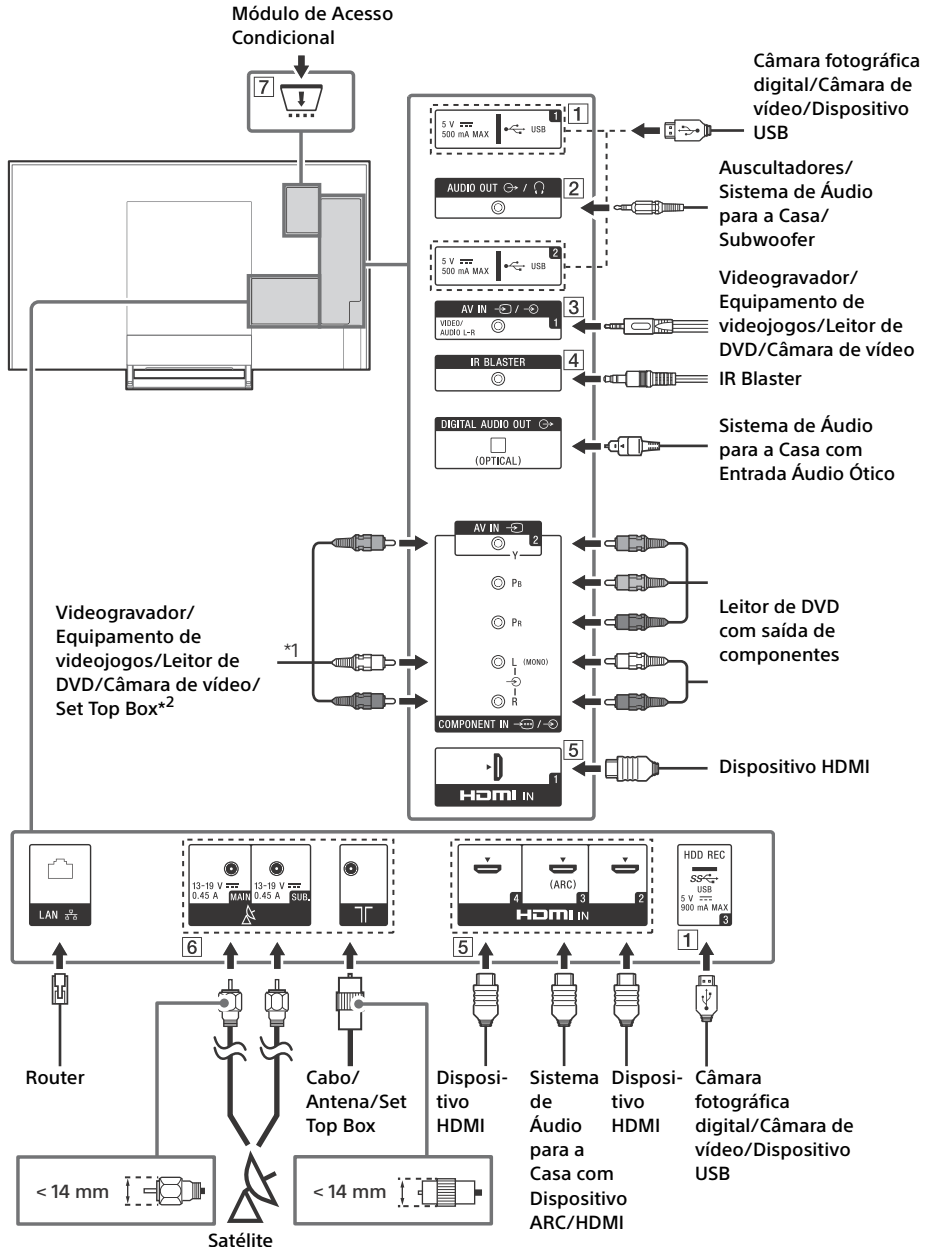 Módulo de Acesso
Condicional
7
Câmara fotográfica
digital/Câmara de
vídeo/Dispositivo
USB
5 V
500 mA MAX
USB
1
1
AUDIO OUT
/
2
Auscultadores/
Sistema de Áudio
para a Casa/
Subwoofer
5 V
500 mA MAX
USB
2
AV IN
/
VIDEO/
AUDIO L-R
1
3
Videogravador/
Equipamento de
videojogos/Leitor de
DVD/Câmara de vídeo
IR BLASTER
4
IR Blaster
DIGITAL AUDIO OUT
(OPTICAL)
Sistema de Áudio
para a Casa com
Entrada Áudio Ótico
AV IN
2
Y
PB
PR
L (MONO)
R
COMPONENT IN
/
Videogravador/
Equipamento de
videojogos/Leitor de
DVD/Câmara de vídeo/
Set Top Box*2
*1
Leitor de DVD
com saída de
componentes
5
1
HDMI IN
Dispositivo HDMI
LAN
13-19 V
0.45 A
MAIN
13-19 V
0.45 A
SUB.
6
4
(ARC)
3
2
HDMI IN
5
HDD REC
SS
USB
5 V
900 mA MAX
3
1
Router
Cabo/
Antena/Set
Top Box
Disposi-
tivo
HDMI
Sistema
de
Áudio
para a
Casa com
Dispositivo
ARC/HDMI
Disposi-
tivo
HDMI
Câmara
fotográfica
digital/Câmara de
vídeo/Dispositivo
USB
< 14 mm
< 14 mm
Satélite